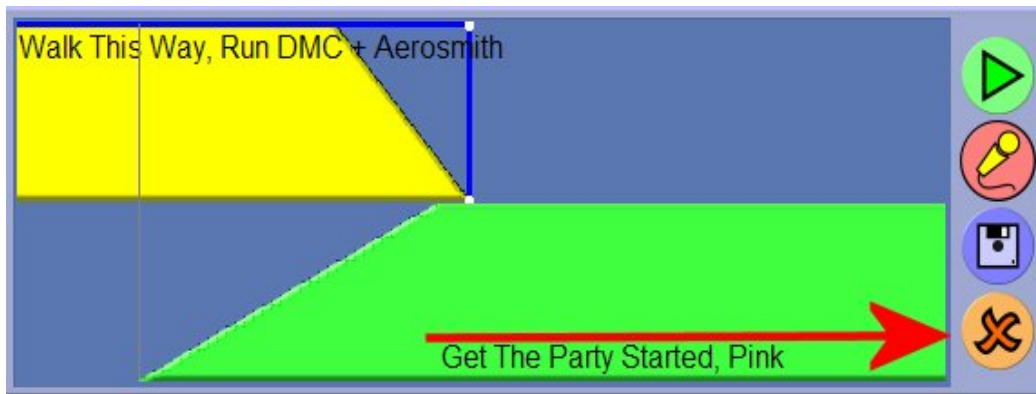 Walk This Way, Run DMC + Aerosmith
Get The Party Started, Pink